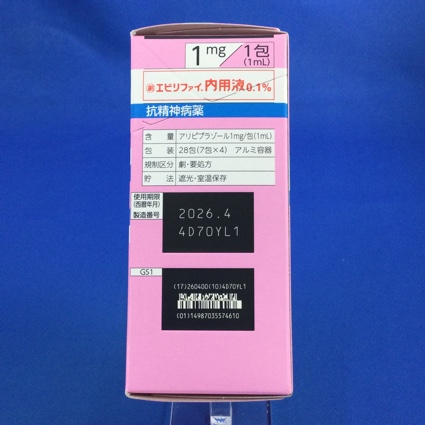 1mg 1包(1mL)
劇 エビリファイ®内用液0.1%
抗精神病薬
含量 アリピプラゾール1mg/包(1mL)
包装 28包(7包×4) アルミ容器
規制区分 劇・要処方
貯法 遮光・室温保存
使用期限(西暦年月) 2026.4
製造番号 4D70YL1
GS1
(17)260400(10)4D70YL1
(01)14987035574610